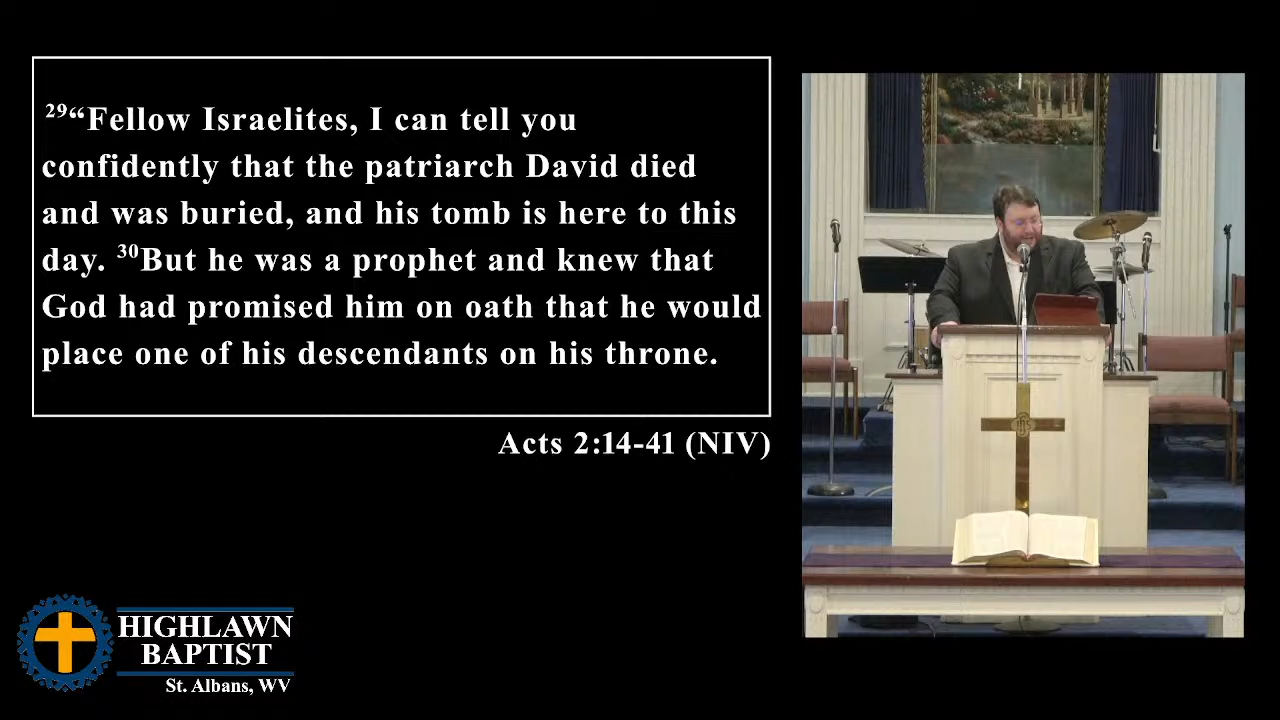 ²⁹“Fellow Israelites, I can tell you
confidently that the patriarch David died
and was buried, and his tomb is here to this
day. ³⁰But he was a prophet and knew that
God had promised him on oath that he would
place one of his descendants on his throne.
Acts 2:14-41 (NIV)
HIGHLAWN
BAPTIST
St. Albans, WV